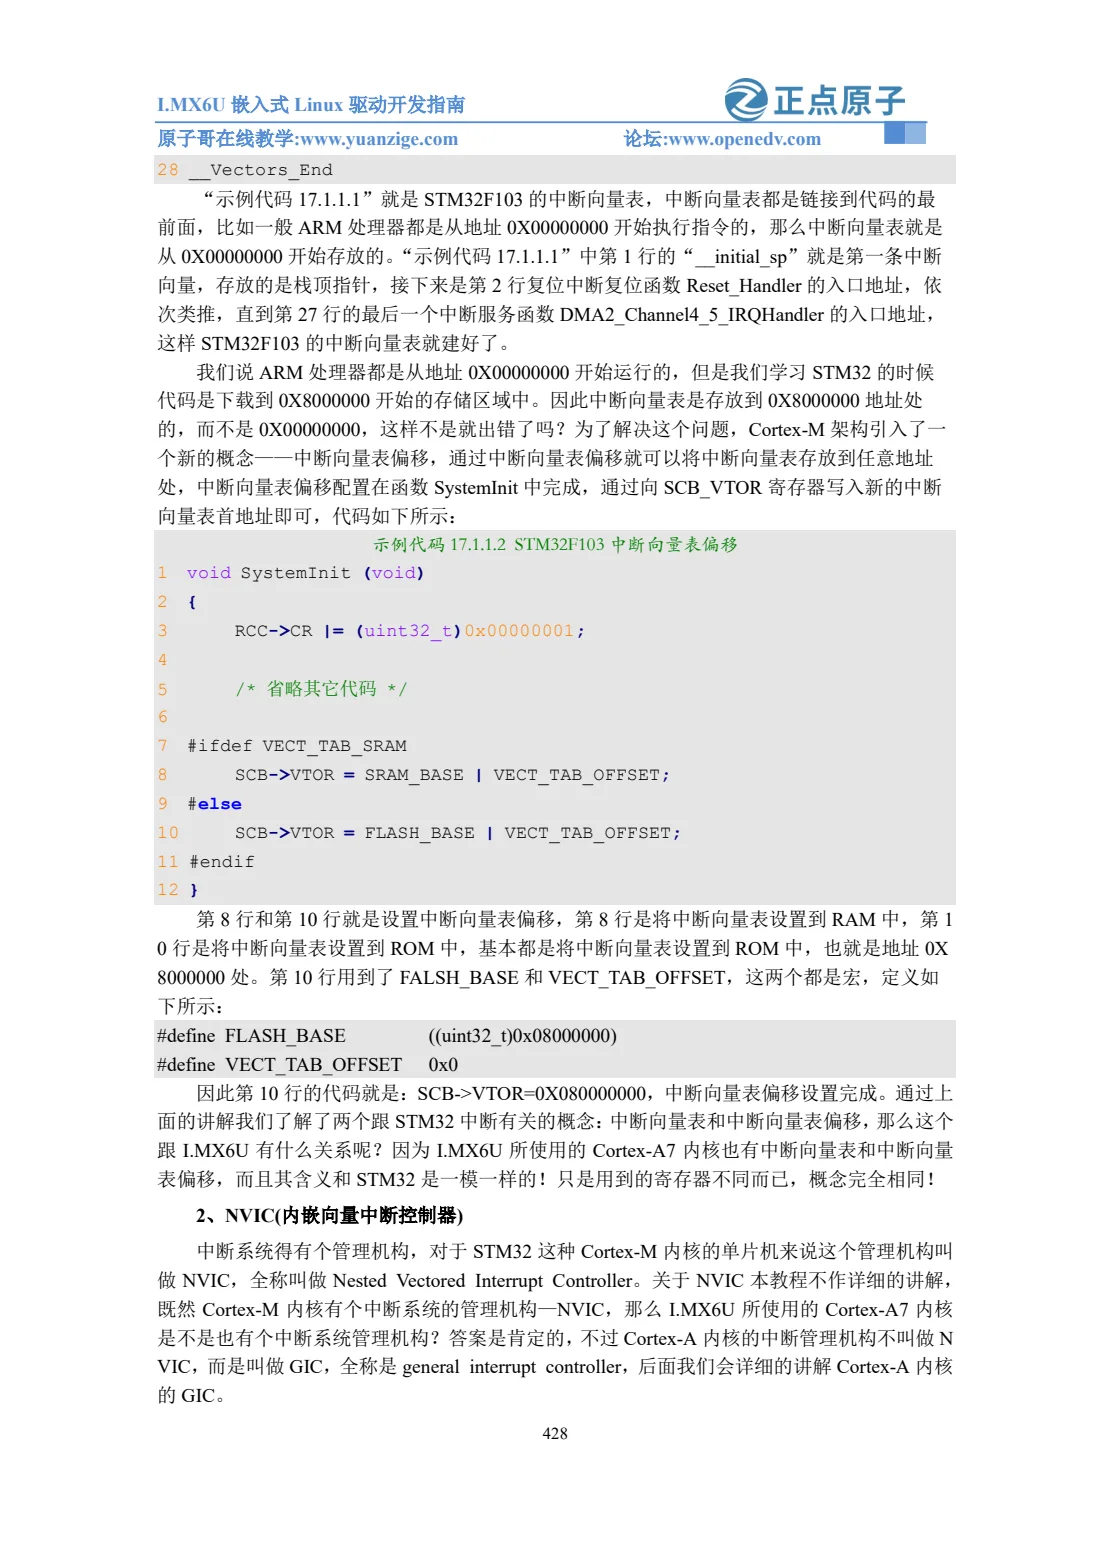 I.MX6U 嵌入式 Linux 驱动开发指南
正点原子
原子哥在线教学:www.yuanzige.com 论坛:www.openedv.com
28 __Vectors_End
“示例代码 17.1.1.1”就是 STM32F103 的中断向量表，中断向量表都是链接到代码的最
前面，比如一般 ARM 处理器都是从地址 0X00000000 开始执行指令的，那么中断向量表就是
从 0X00000000 开始存放的。“示例代码 17.1.1.1”中第 1 行的“__initial_sp”就是第一条中断
向量，存放的是栈顶指针，接下来是第 2 行复位中断复位函数 Reset_Handler 的入口地址，依
次类推，直到第 27 行的最后一个中断服务函数 DMA2_Channel4_5_IRQHandler 的入口地址，
这样 STM32F103 的中断向量表就建好了。
我们说 ARM 处理器都是从地址 0X00000000 开始运行的，但是我们学习 STM32 的时候
代码是下载到 0X8000000 开始的存储区域中。因此中断向量表是存放到 0X8000000 地址处
的，而不是 0X00000000，这样不是就出错了吗？为了解决这个问题，Cortex-M 架构引入了一
个新的概念——中断向量表偏移，通过中断向量表偏移就可以将中断向量表存放到任意地址
处，中断向量表偏移配置在函数 SystemInit 中完成，通过向 SCB_VTOR 寄存器写入新的中断
向量表首地址即可，代码如下所示：
示例代码 17.1.1.2 STM32F103 中断向量表偏移
1 void SystemInit (void)
2 {
3 RCC->CR |= (uint32_t)0x00000001;
4
5 /* 省略其它代码 */
6
7 #ifdef VECT_TAB_SRAM
8 SCB->VTOR = SRAM_BASE | VECT_TAB_OFFSET;
9 #else
10 SCB->VTOR = FLASH_BASE | VECT_TAB_OFFSET;
11 #endif
12 }
第 8 行和第 10 行就是设置中断向量表偏移，第 8 行是将中断向量表设置到 RAM 中，第 1
0 行是将中断向量表设置到 ROM 中，基本都是将中断向量表设置到 ROM 中，也就是地址 0X
8000000 处。第 10 行用到了 FALSH_BASE 和 VECT_TAB_OFFSET，这两个都是宏，定义如
下所示：
#define FLASH_BASE ((uint32_t)0x08000000)
#define VECT_TAB_OFFSET 0x0
因此第 10 行的代码就是：SCB->VTOR=0X080000000，中断向量表偏移设置完成。通过上
面的讲解我们了解了两个跟 STM32 中断有关的概念：中断向量表和中断向量表偏移，那么这个
跟 I.MX6U 有什么关系呢？因为 I.MX6U 所使用的 Cortex-A7 内核也有中断向量表和中断向量
表偏移，而且其含义和 STM32 是一模一样的！只是用到的寄存器不同而已，概念完全相同！
2、NVIC(内嵌向量中断控制器)
中断系统得有个管理机构，对于 STM32 这种 Cortex-M 内核的单片机来说这个管理机构叫
做 NVIC，全称叫做 Nested Vectored Interrupt Controller。关于 NVIC 本教程不作详细的讲解，
既然 Cortex-M 内核有个中断系统的管理机构—NVIC，那么 I.MX6U 所使用的 Cortex-A7 内核
是不是也有个中断系统管理机构？答案是肯定的，不过 Cortex-A 内核的中断管理机构不叫做 N
VIC，而是叫做 GIC，全称是 general interrupt controller，后面我们会详细的讲解 Cortex-A 内核
的 GIC。
428